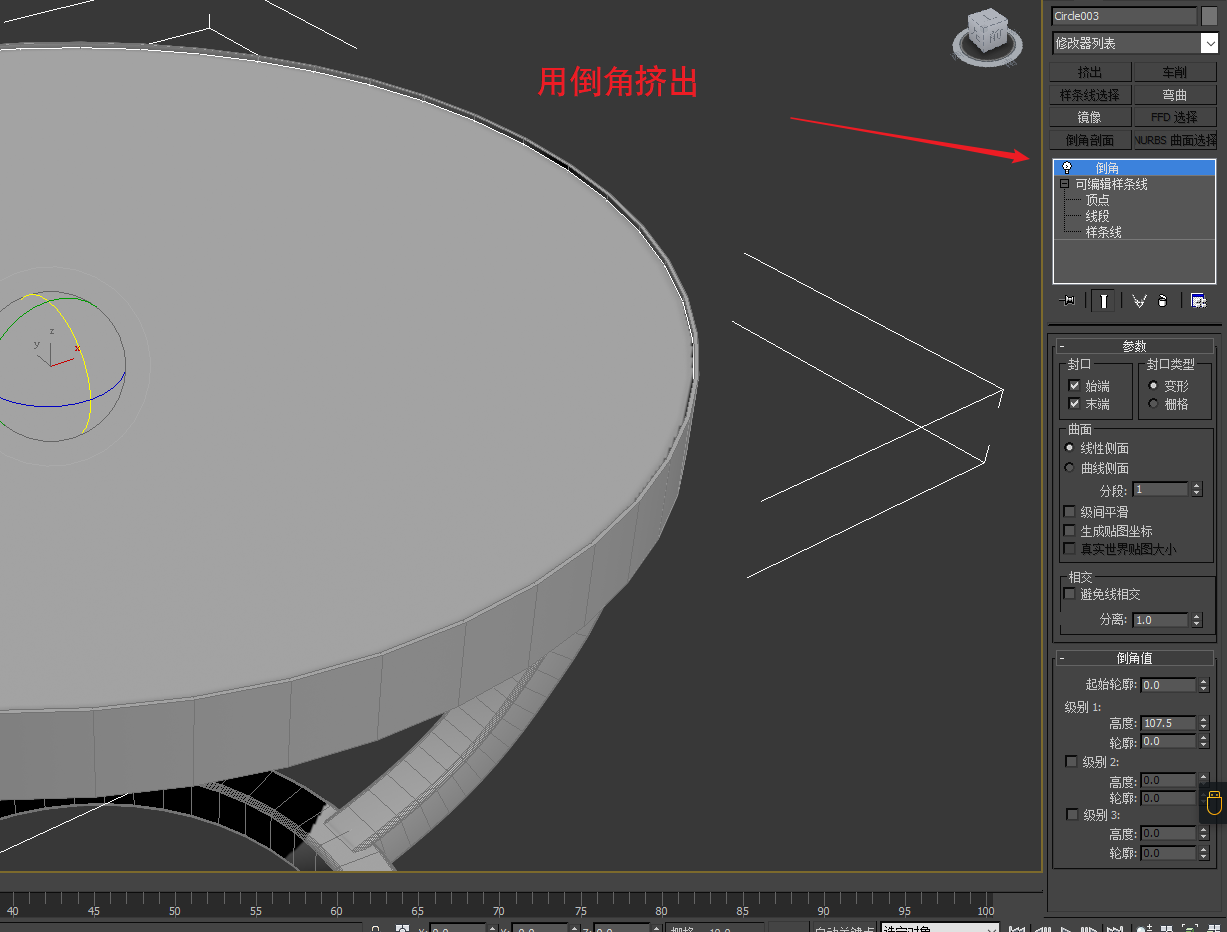 Circle003
修改器列表
用倒角挤出
挤出 车削
样条线选择 弯曲
镜像 FFD 选择
倒角剖面 NURBS 曲面选择
倒角
可编辑样条线
顶点
线段
样条线
z
y x
- 参数
封口 封口类型
始端 变形
末端 栅格
曲面
线性侧面
曲线侧面
分段: 1
级间平滑
生成贴图坐标
真实世界贴图大小
相交
避免线相交
分离: 1.0
- 倒角值
起始轮廓: 0.0
级别 1:
高度: 107.5
轮廓: 0.0
级别 2:
高度: 0.0
轮廓: 0.0
级别 3:
高度: 0.0
轮廓: 0.0
40 45 50 55 60 65 70 75 80 85 90 95 100